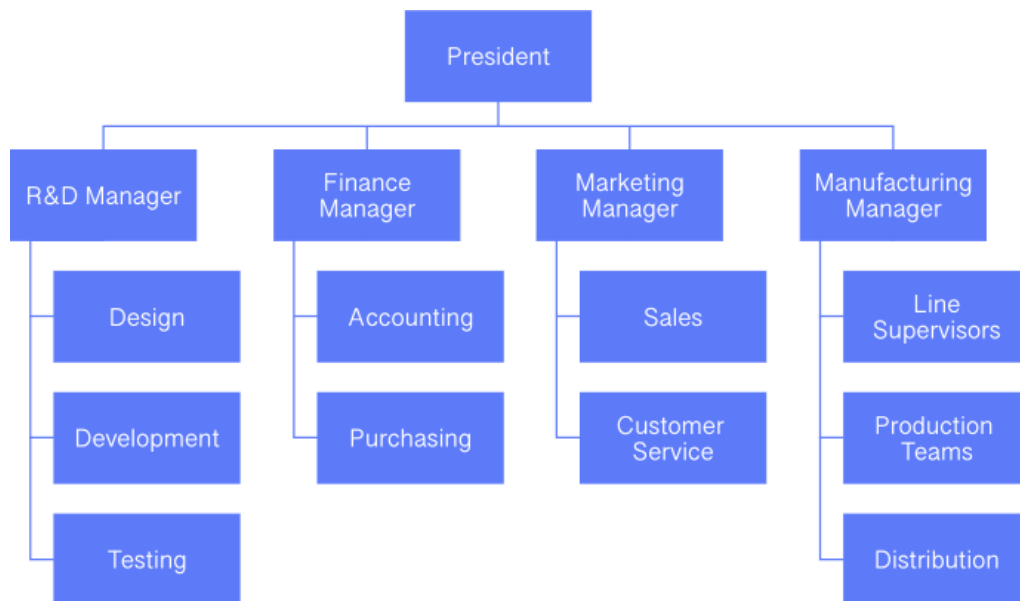 President
R&D Manager
Finance
Manager
Marketing
Manager
Manufacturing
Manager
Design
Accounting
Sales
Line
Supervisors
Development
Purchasing
Customer
Service
Production
Teams
Testing
Distribution